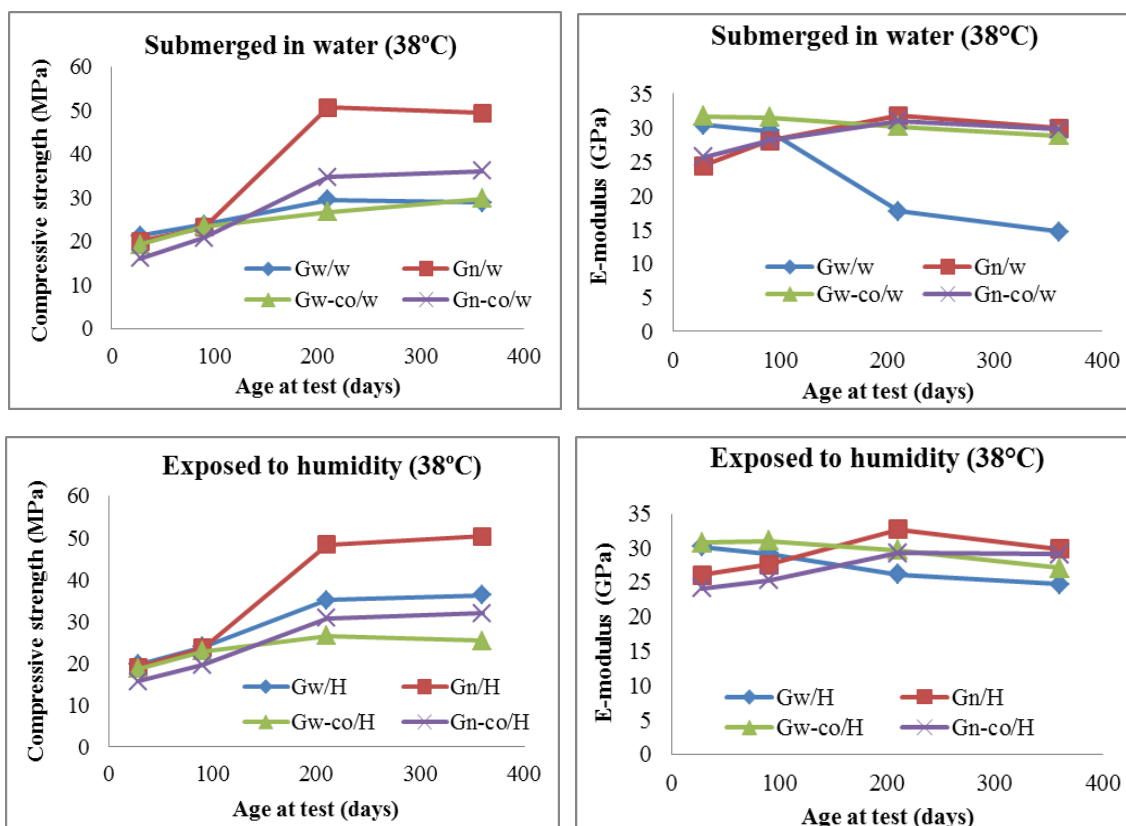 Submerged in water (38ºC)
Compressive strength (MPa)
60
50
40
30
20
10
0
Gw/w Gn/w
Gw-co/w Gn-co/w
0 100 200 300 400
Age at test (days)
Submerged in water (38°C)
E-modulus (GPa)
35
30
25
20
15
10
5
0
Gw/w Gn/w
Gw-co/w Gn-co/w
0 100 200 300 400
Age at test (days)
Exposed to humidity (38ºC)
Compressive strength (MPa)
60
50
40
30
20
10
0
Gw/H Gn/H
Gw-co/H Gn-co/H
0 100 200 300 400
Age at test (days)
Exposed to humidity (38°C)
E-modulus (GPa)
35
30
25
20
15
10
5
0
Gw/H Gn/H
Gw-co/H Gn-co/H
0 100 200 300 400
Age at test (days)